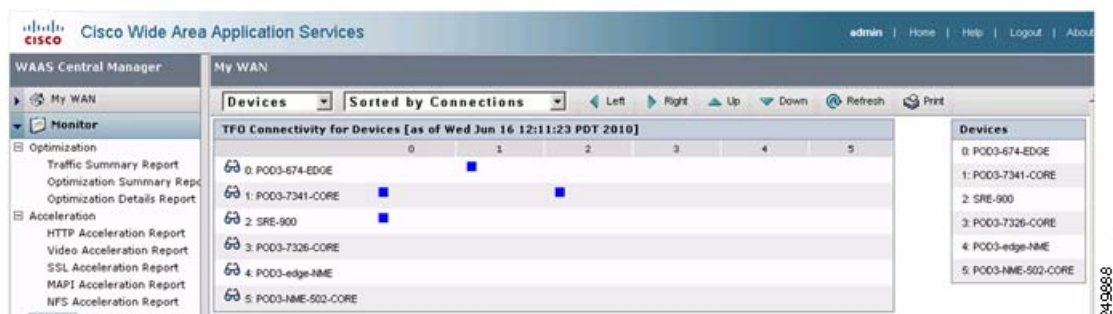 CISCO
Cisco Wide Area Application Services
admin | Home | Help | Logout | About
WAAS Central Manager
My WAN
My WAN
Monitor
Optimization
Traffic Summary Report
Optimization Summary Repo
Optimization Details Report
Acceleration
HTTP Acceleration Report
Video Acceleration Report
SSL Acceleration Report
MAPI Acceleration Report
NFS Acceleration Report
Devices Sorted by Connections Left Right Up Down Refresh Print
TFO Connectivity for Devices [as of Wed Jun 16 12:11:23 PDT 2010]
0 1 2 3 4 5
0: POD3-674-EDGE
1: POD3-7341-CORE
2: SRE-900
3: POD3-7326-CORE
4: POD3-edge-NME
5: POD3-NME-502-CORE
Devices
0: POD3-674-EDGE
1: POD3-7341-CORE
2: SRE-900
3: POD3-7326-CORE
4: POD3-edge-NME
5: POD3-NME-502-CORE
249888